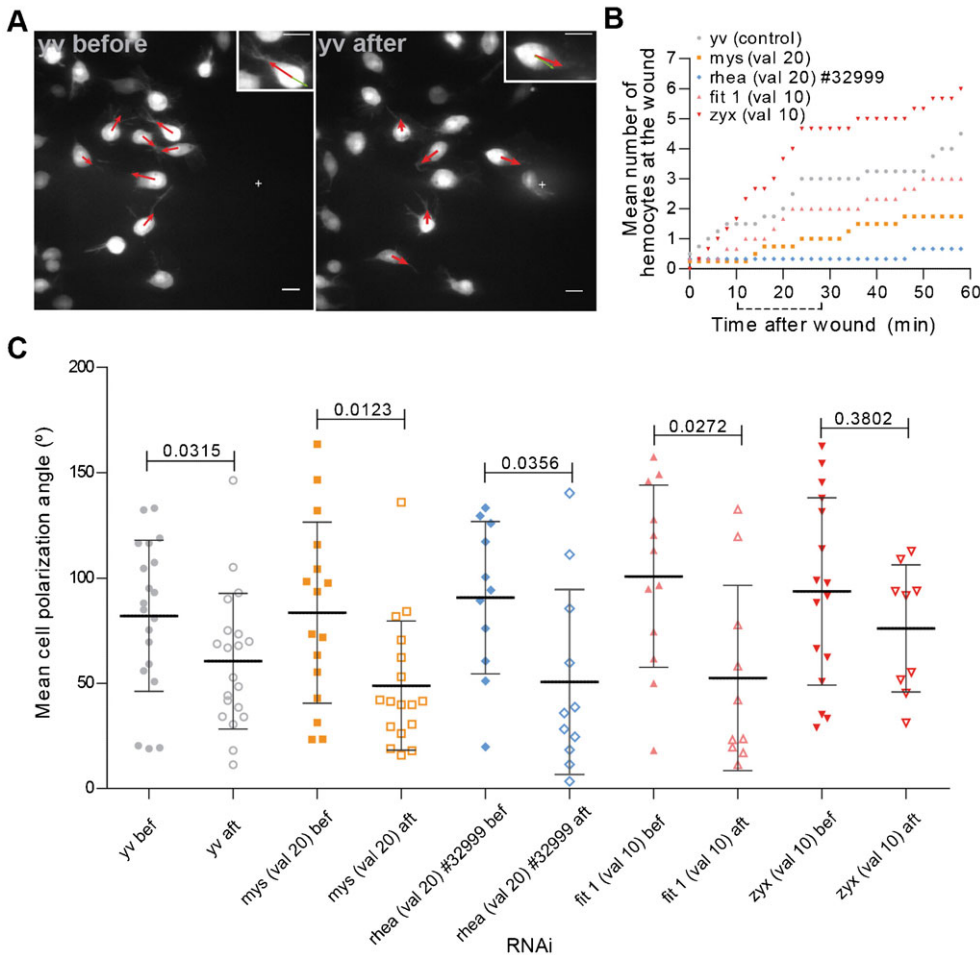 A
yv before
yv after
B
yv (control)
mys (val 20)
rhea (val 20) #32999
fit 1 (val 10)
zyx (val 10)
Mean number of
hemocytes at the wound
7
6
5
4
3
2
1
0
0 10 20 30 40 50 60
Time after wound (min)
C
Mean cell polarization angle (º)
200
150
100
50
0
0.0315
0.0123
0.0356
0.0272
0.3802
yv bef
yv aft
mys (val 20) bef
mys (val 20) aft
rhea (val 20) #32999 bef
rhea (val 20) #32999 aft
fit 1 (val 10) bef
fit 1 (val 10) aft
zyx (val 10) bef
zyx (val 10) aft
RNAi